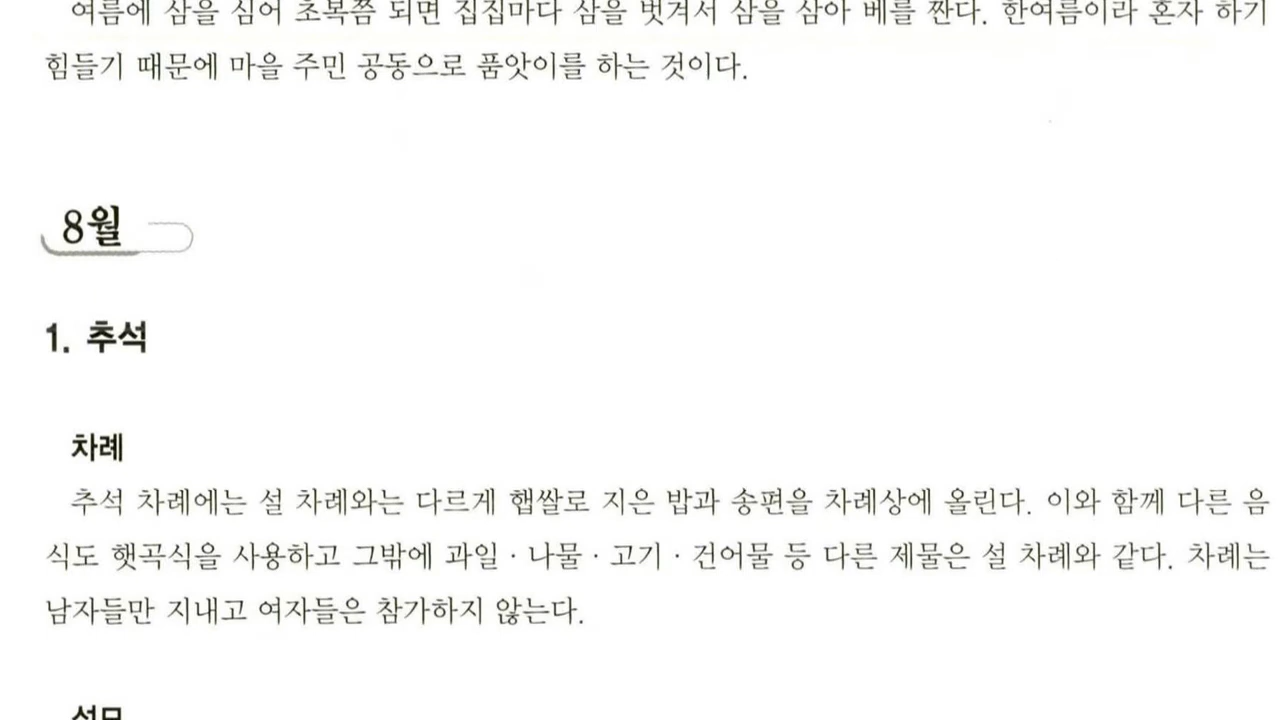 여름에 삼을 심어 초복쯤 되면 집집마다 삼을 벗겨서 삼을 삼아 베를 짠다. 한여름이라 혼자 하기
힘들기 때문에 마을 주민 공동으로 품앗이를 하는 것이다.
8월
1. 추석
차례
추석 차례에는 설 차례와는 다르게 햅쌀로 지은 밥과 송편을 차례상에 올린다. 이와 함께 다른 음
식도 햇곡식을 사용하고 그밖에 과일 · 나물 · 고기 · 건어물 등 다른 제물은 설 차례와 같다. 차례는
남자들만 지내고 여자들은 참가하지 않는다.